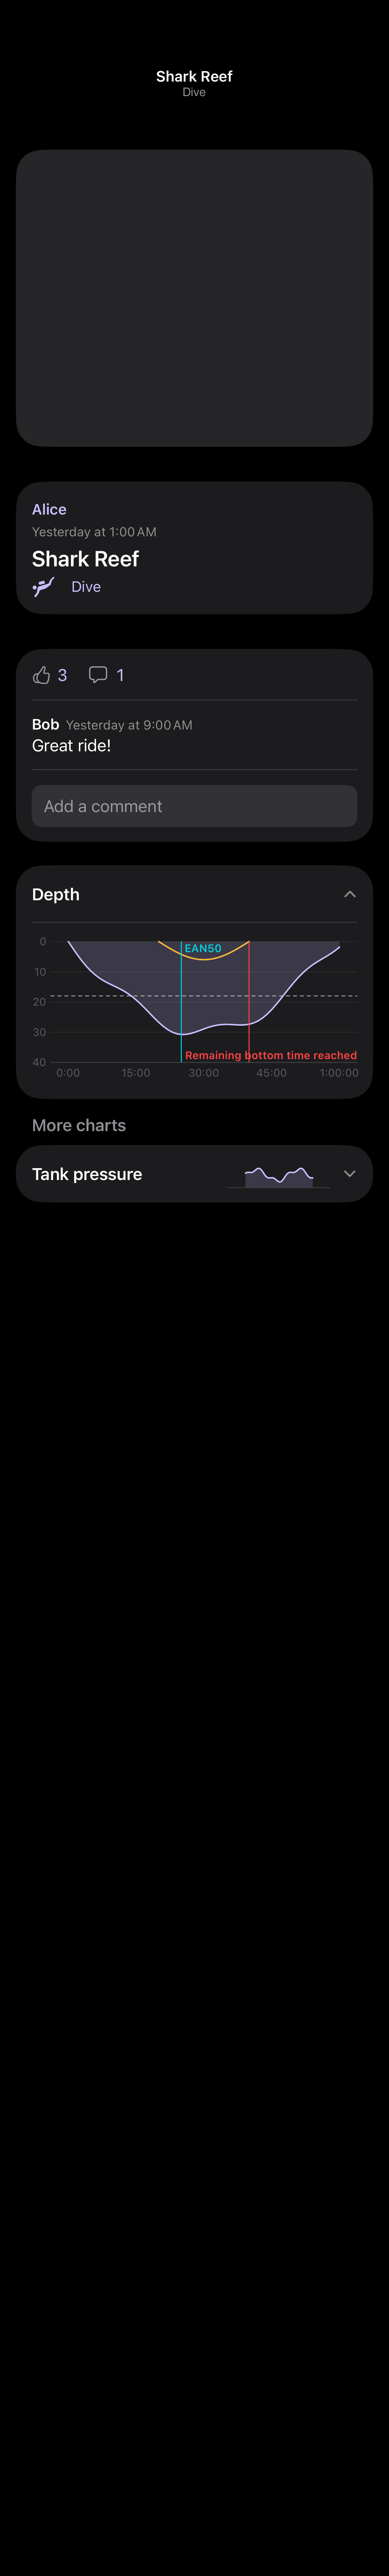 Shark Reef
Dive
Alice
Yesterday at 1:00 AM
Shark Reef
Dive
3 1
Bob Yesterday at 9:00 AM
Great ride!
Add a comment
Depth
0
EAN50
10
20
30
Remaining bottom time reached
40
0:00 15:00 30:00 45:00 1:00:00
More charts
Tank pressure